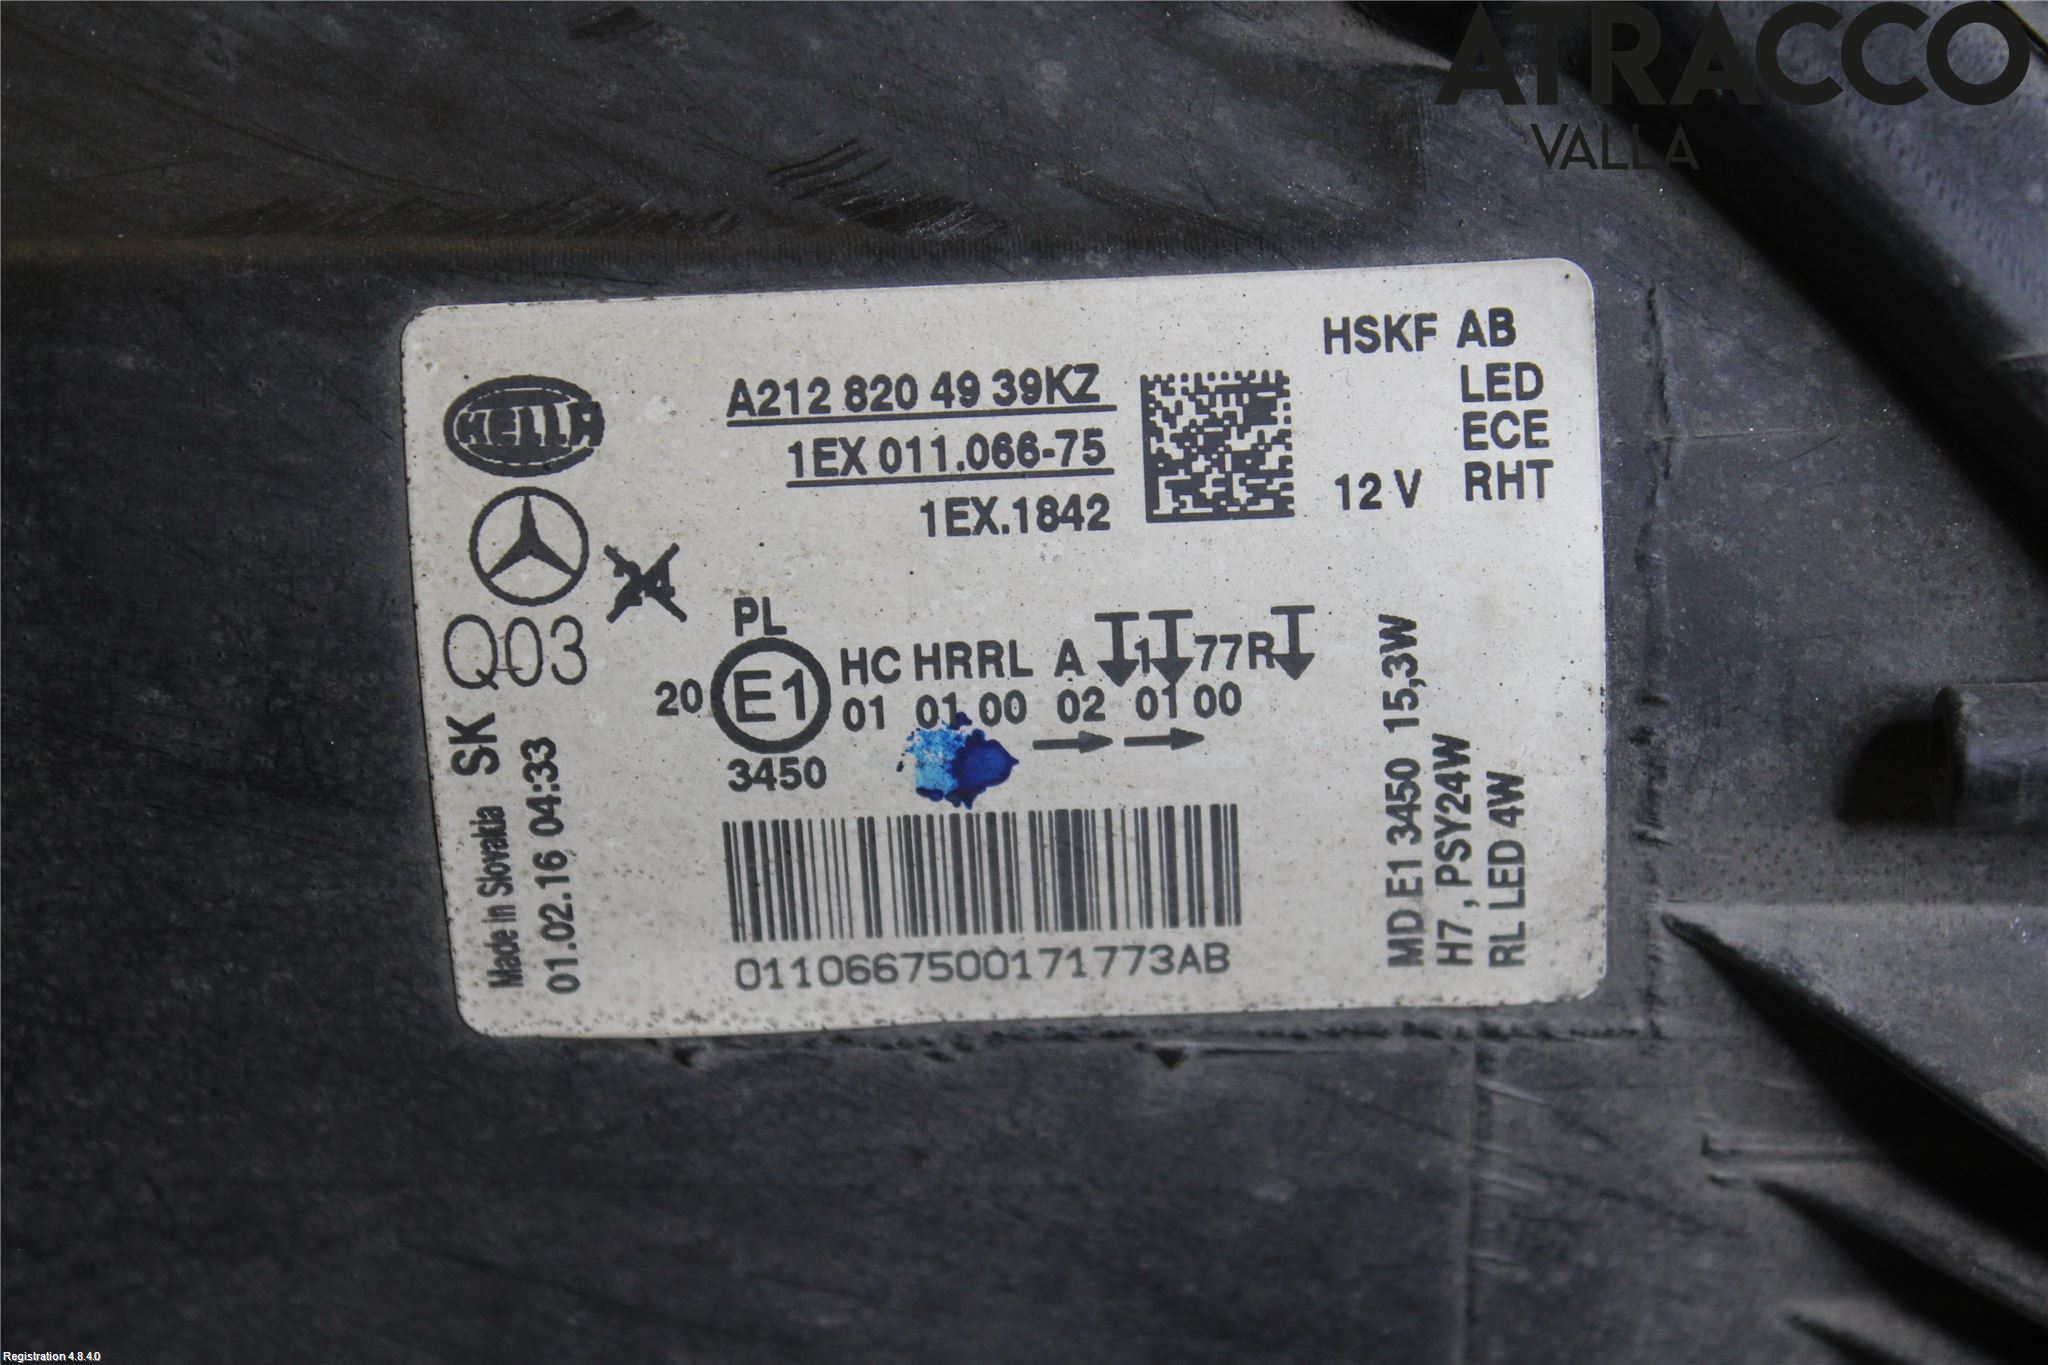 ATRACCO
VALLA
HELLA
A212 820 49 39KZ
1EX 011.066-75
1EX.1842
HSKF AB
LED
ECE
12 V RHT
Q03
PL
20 E1 HC HRRL A 1 77R
01 01 00 02 01 00
3450
0110667500171773AB
Made in Slovakia SK
01.02.16 04:33
MD E1 3450 15,3W
H7 , PSY24W
RL LED 4W
Registration 4.8.4.0